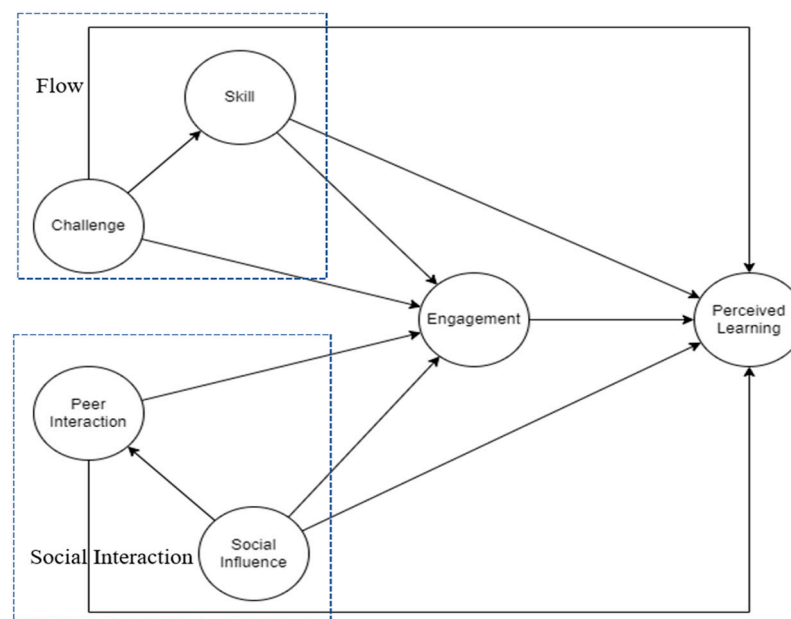 Flow
Skill
Challenge
Engagement
Perceived
Learning
Peer
Interaction
Social Interaction
Social
Influence